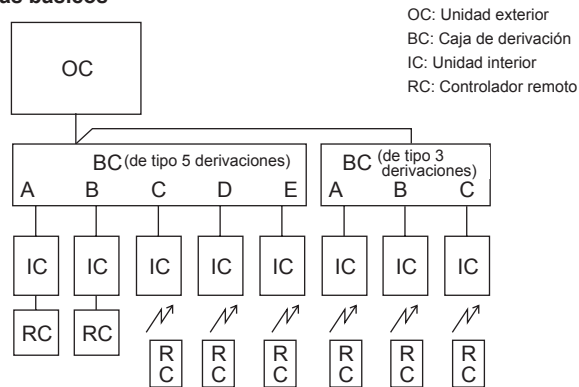 as básicos
OC: Unidad exterior
BC: Caja de derivación
IC: Unidad interior
RC: Controlador remoto
OC
BC (de tipo 5 derivaciones)
A B C D E
BC (de tipo 3
derivaciones)
A B C
IC IC IC IC IC IC IC IC
RC RC
R R R R R R
C C C C C C